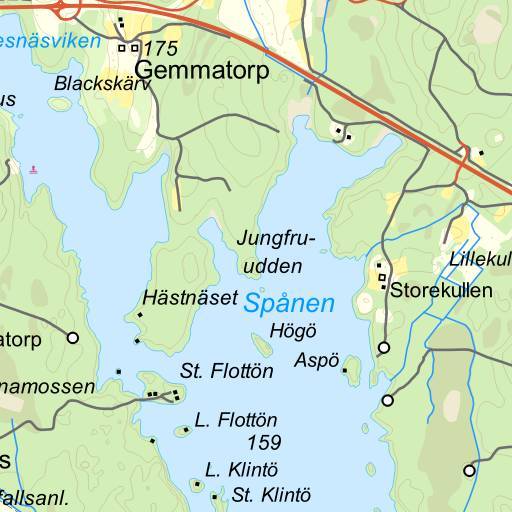 esnäsviken
175
Gemmatorp
Blackskärv
us
Jungfru-
udden
Lillekul
Hästnäset
Spånen
Storekullen
Högö
atorp
Aspö
St. Flottön
namossen
L. Flottön
159
s
L. Klintö
fallsanl.
St. Klintö